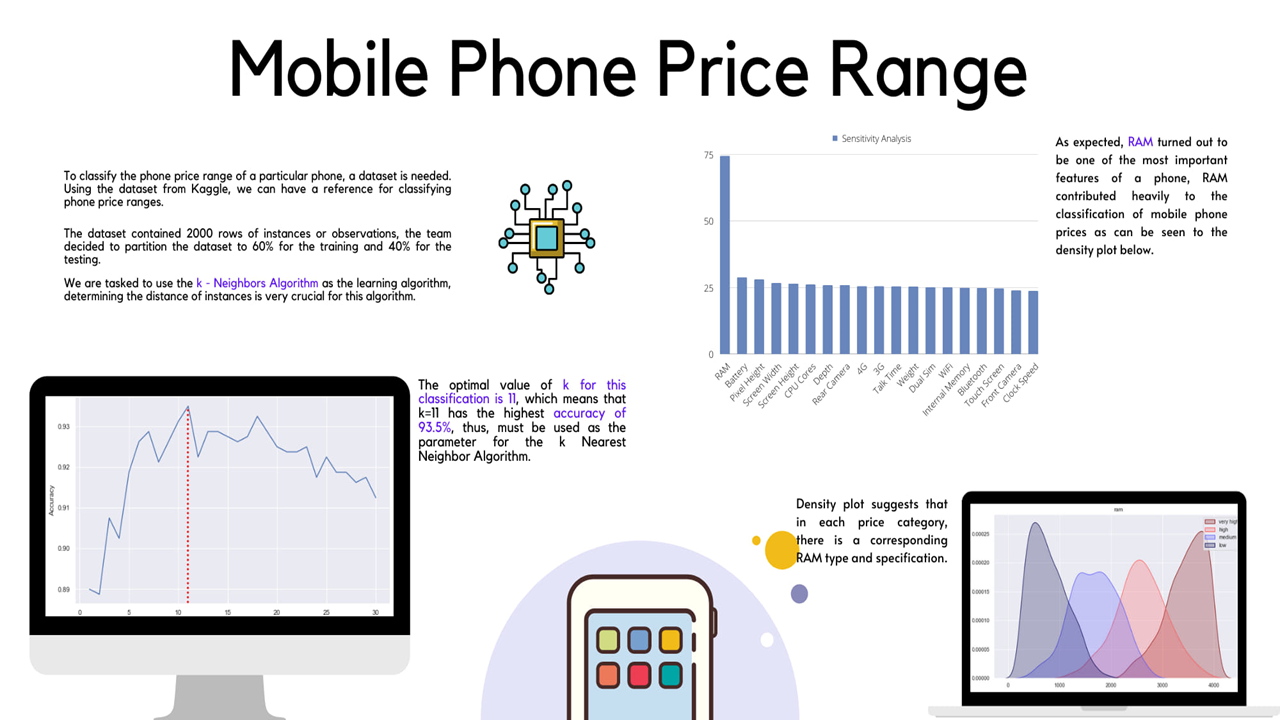 Mobile Phone Price Range
To classify the phone price range of a particular phone, a dataset is needed.
Using the dataset from Kaggle, we can have a reference for classifying
phone price ranges.
The dataset contained 2000 rows of instances or observations, the team
decided to partition the dataset to 60% for the training and 40% for the
testing.
We are tasked to use the k - Neighbors Algorithm as the learning algorithm,
determining the distance of instances is very crucial for this algorithm.
Sensitivity Analysis
75
50
25
0
RAM
Battery
Pixel Height
Screen Width
Screen Height
CPU Cores
Depth
Rear Camera
4G
3G
Talk Time
Weight
Dual Sim
WiFi
Internal Memory
Bluetooth
Touch Screen
Front Camera
Clock Speed
As expected, RAM turned out to
be one of the most important
features of a phone, RAM
contributed heavily to the
classification of mobile phone
prices as can be seen to the
density plot below.
Accuracy
0.93
0.92
0.91
0.90
0.89
0 5 10 15 20 25 30
The optimal value of k for this
classification is 11, which means that
k=11 has the highest accuracy of
93.5%, thus, must be used as the
parameter for the k Nearest
Neighbor Algorithm.
Density plot suggests that
in each price category,
there is a corresponding
RAM type and specification.
ram
very high
high
medium
low
0.00025
0.00020
0.00015
0.00010
0.00005
0.00000
0 1000 2000 3000 4000